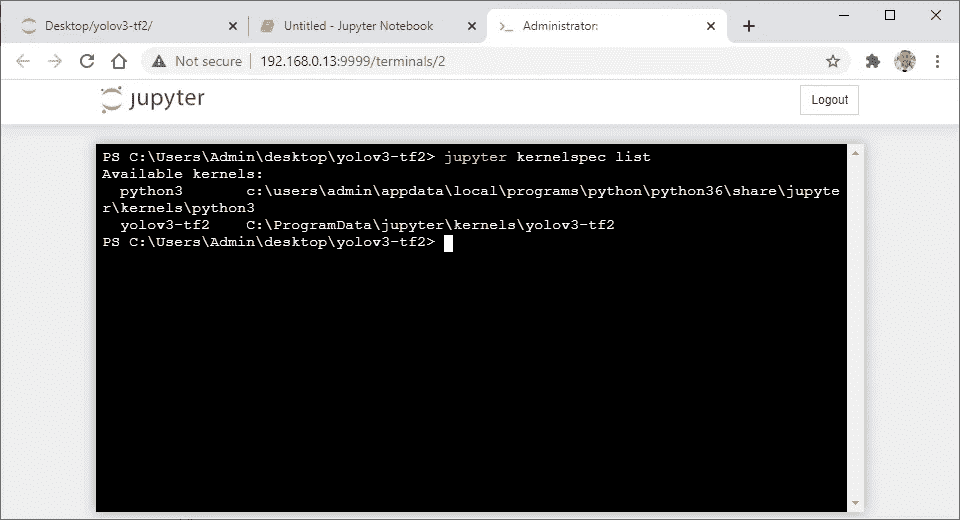 Desktop/yolov3-tf2/
Untitled - Jupyter Notebook
Administrator:
Not secure
192.168.0.13:9999/terminals/2
jupyter
Logout
PS C:\Users\Admin\desktop\yolov3-tf2> jupyter kernelspec list
Available kernels:
  python3       c:\users\admin\appdata\local\programs\python\python36\share\jupyte
r\kernels\python3
  yolov3-tf2    C:\ProgramData\jupyter\kernels\yolov3-tf2
PS C:\Users\Admin\desktop\yolov3-tf2>